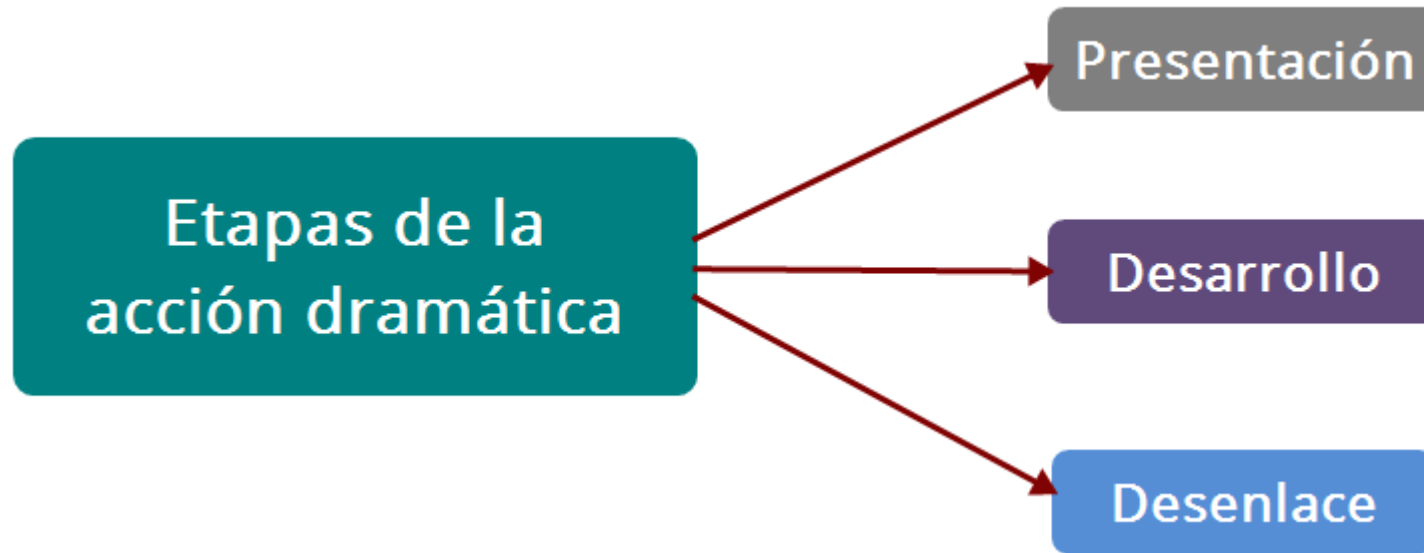 Etapas de la
acción dramática
Presentación
Desarrollo
Desenlace